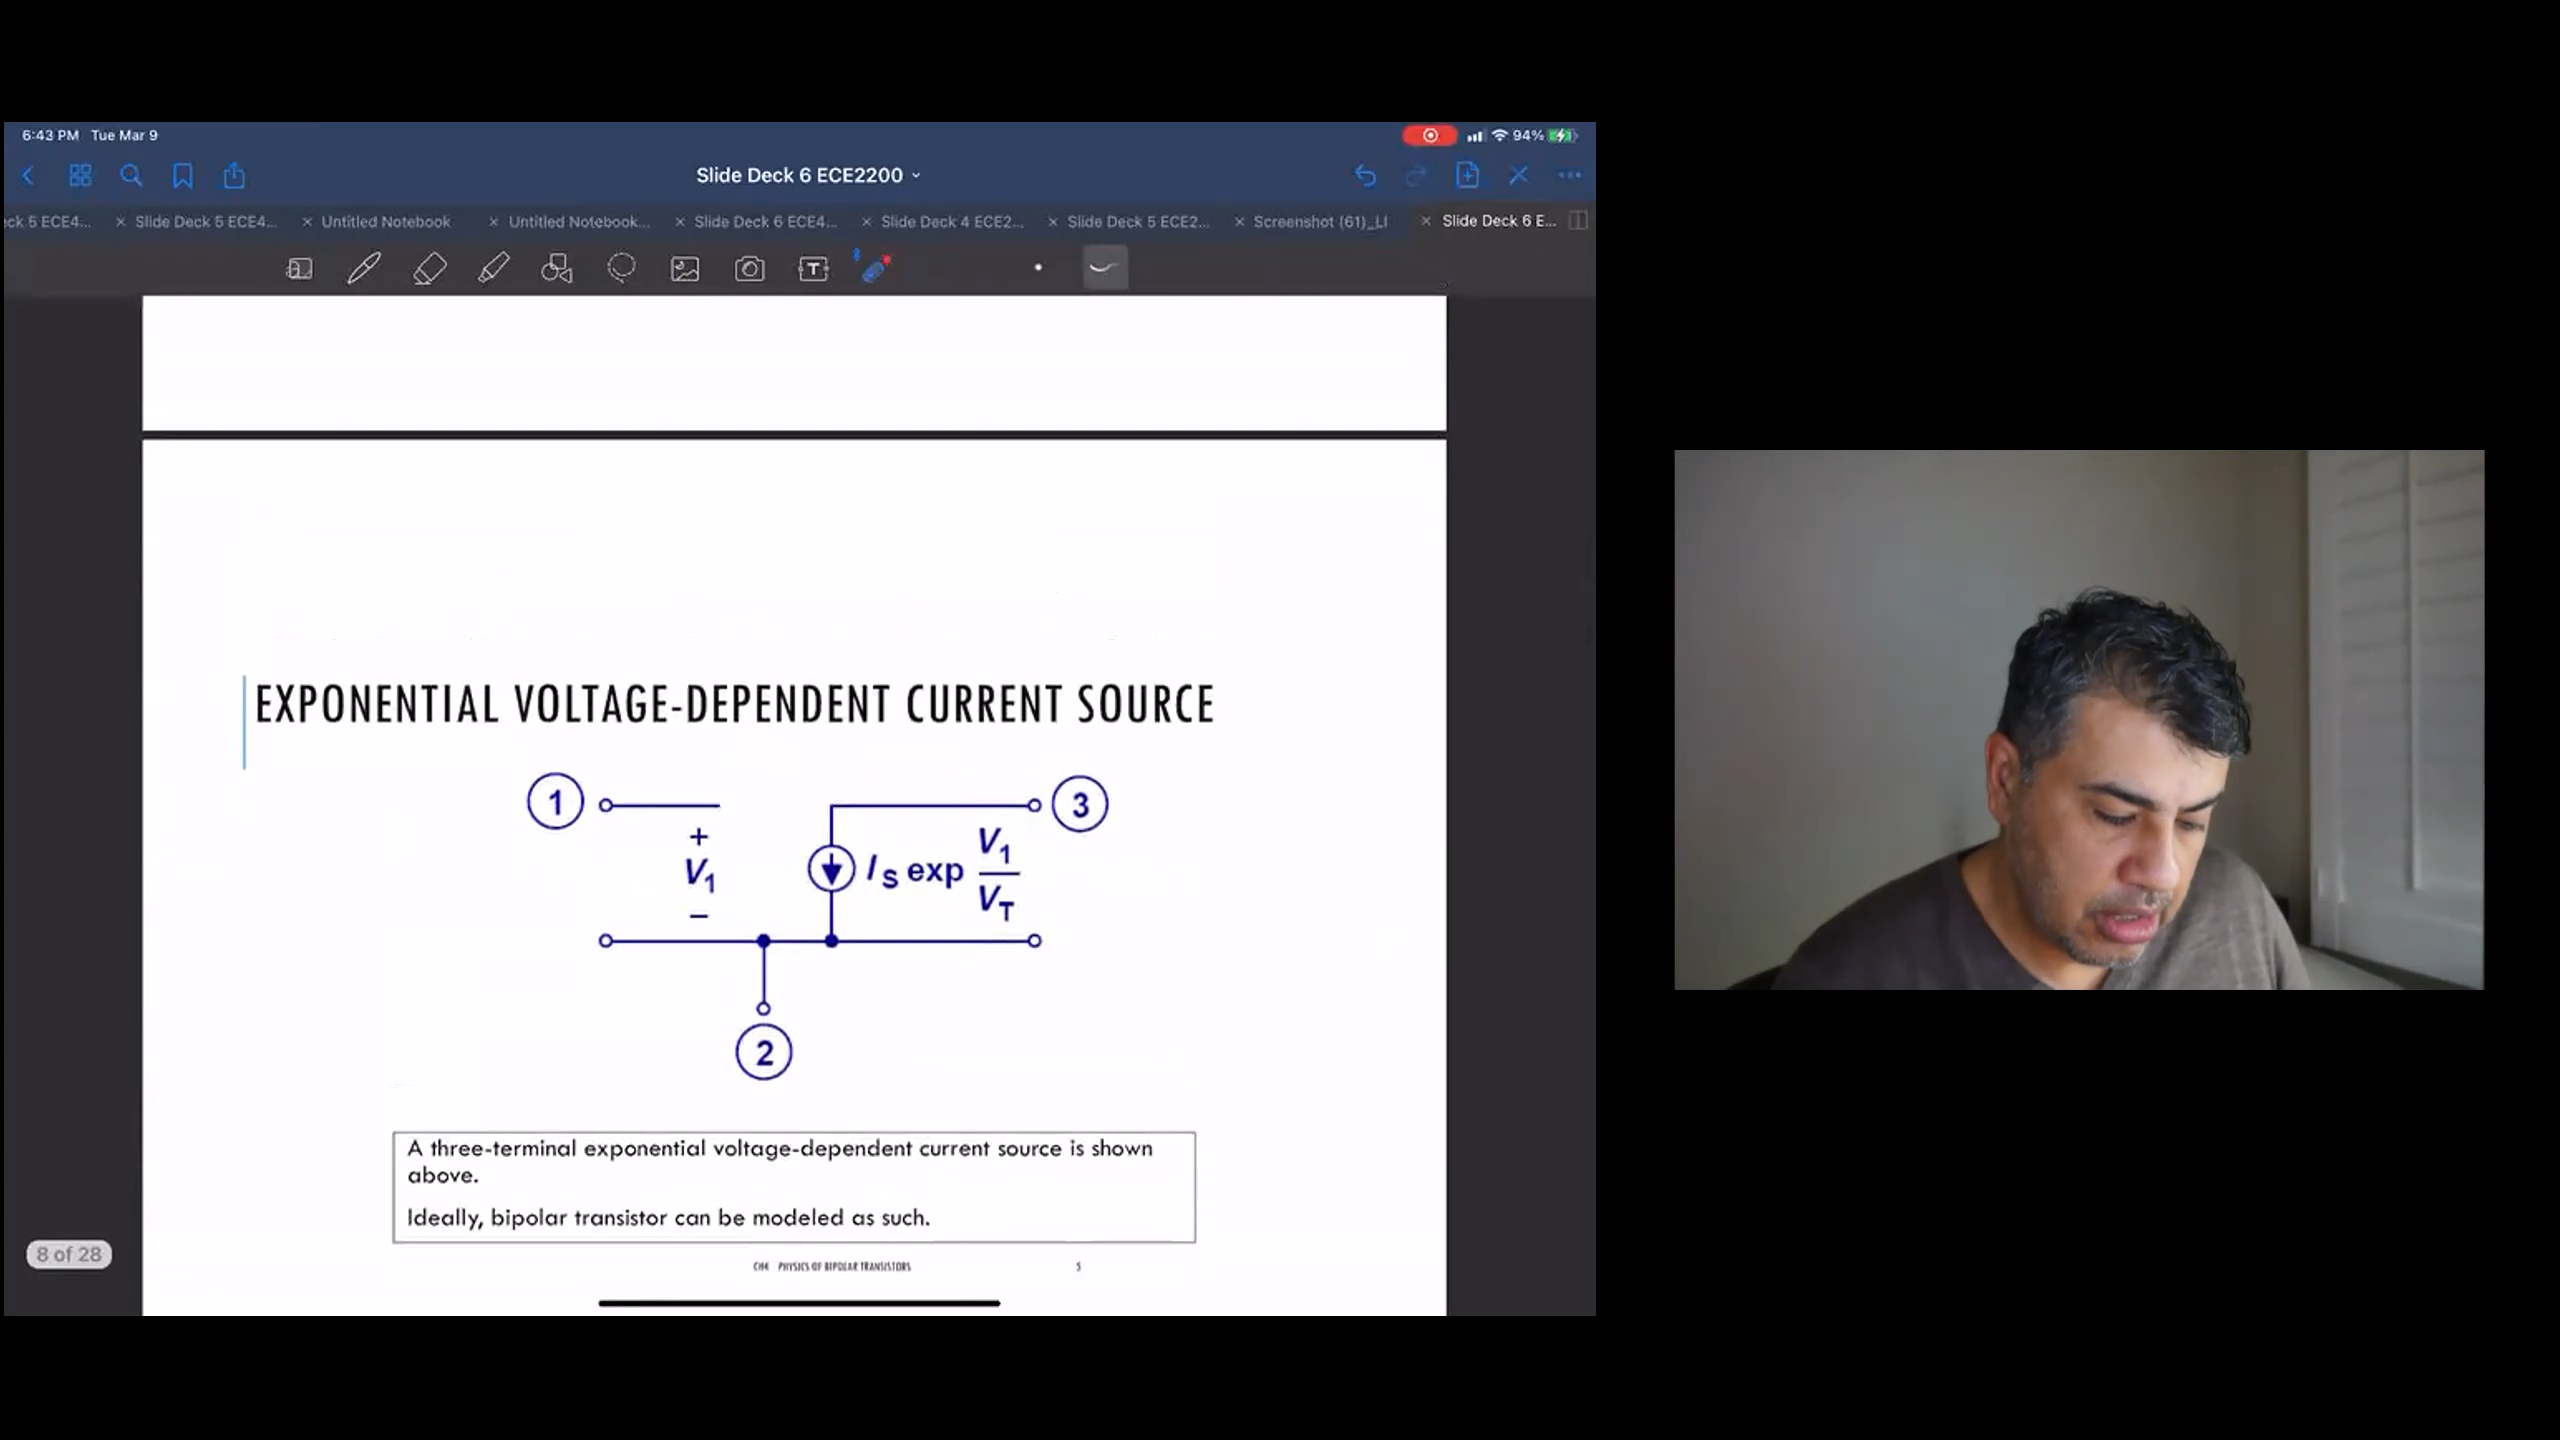 6:43 PM Tue Mar 9
94%
Slide Deck 6 ECE2200
ck 5 ECE4...
Slide Deck 5 ECE4...
Untitled Notebook
Untitled Notebook...
Slide Deck 6 ECE4...
Slide Deck 4 ECE2...
Slide Deck 5 ECE2...
Screenshot (61)_LI
Slide Deck 6 E...
T
EXPONENTIAL VOLTAGE-DEPENDENT CURRENT SOURCE
1
3
+
V1
−
IS exp V1
VT
2
A three-terminal exponential voltage-dependent current source is shown
above.
Ideally, bipolar transistor can be modeled as such.
8 of 28
CH4 PHYSICS OF BIPOLAR TRANSISTORS
5